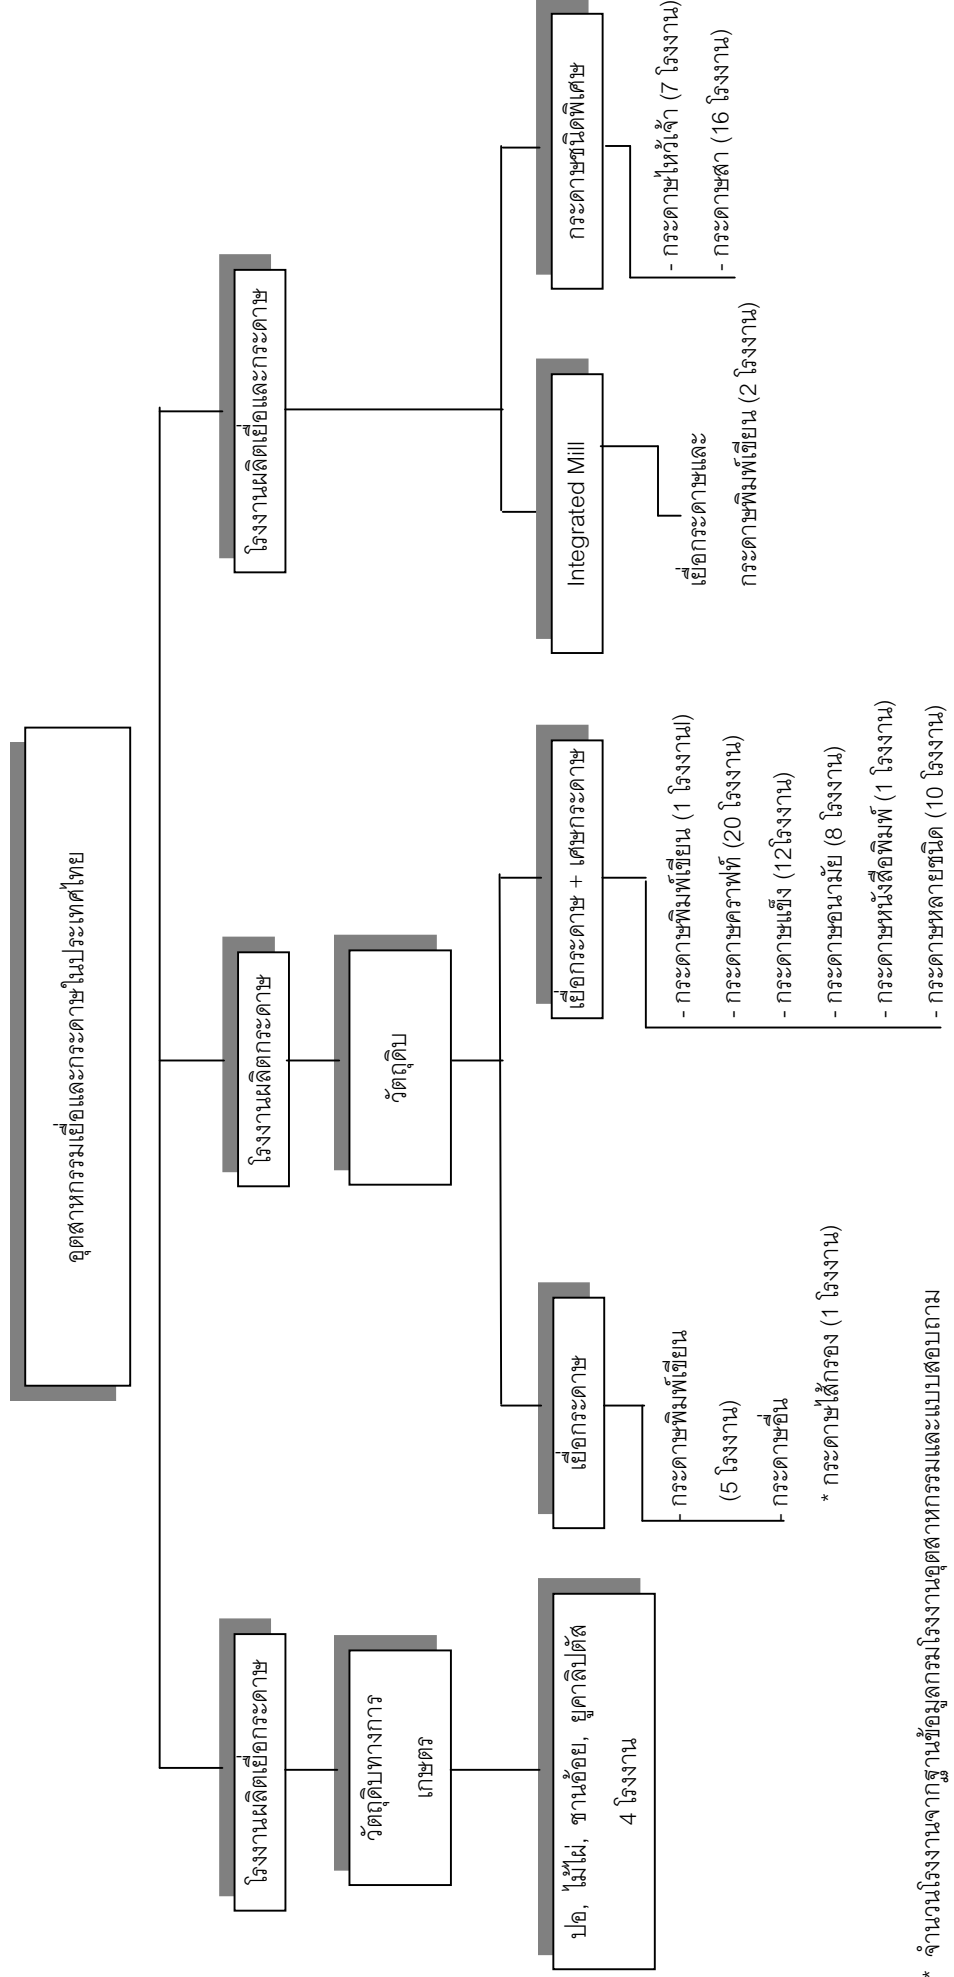 อุตสาหกรรมเยื่อและกระดาษในประเทศไทย
โรงงานผลิตเยื่อกระดาษ
โรงงานผลิตกระดาษ
โรงงานผลิตเยื่อและกระดาษ
วัตถุดิบทางการ
เกษตร
วัตถุดิบ
ปอ, ไม้ไผ่, ชานอ้อย, ยูคาลิปตัส
4 โรงงาน
เยื่อกระดาษ
- กระดาษพิมพ์เขียน
(5 โรงงาน)
- กระดาษอื่น
* กระดาษไส้กรอง (1 โรงงาน)
เยื่อกระดาษ + เศษกระดาษ
- กระดาษพิมพ์เขียน (1 โรงงานl)
- กระดาษคราฟท์ (20 โรงงาน)
- กระดาษแข็ง (12โรงงาน)
- กระดาษอนามัย (8 โรงงาน)
- กระดาษหนังสือพิมพ์ (1 โรงงาน)
- กระดาษหลายชนิด (10 โรงงาน)
Integrated Mill
เยื่อกระดาษและ
กระดาษพิมพ์เขียน (2 โรงงาน)
กระดาษชนิดพิเศษ
- กระดาษไหว้เจ้า (7 โรงงาน)
- กระดาษสา (16 โรงงาน)
* จำนวนโรงงานจากฐานข้อมูลกรมโรงงานอุตสาหกรรมและแบบสอบถาม